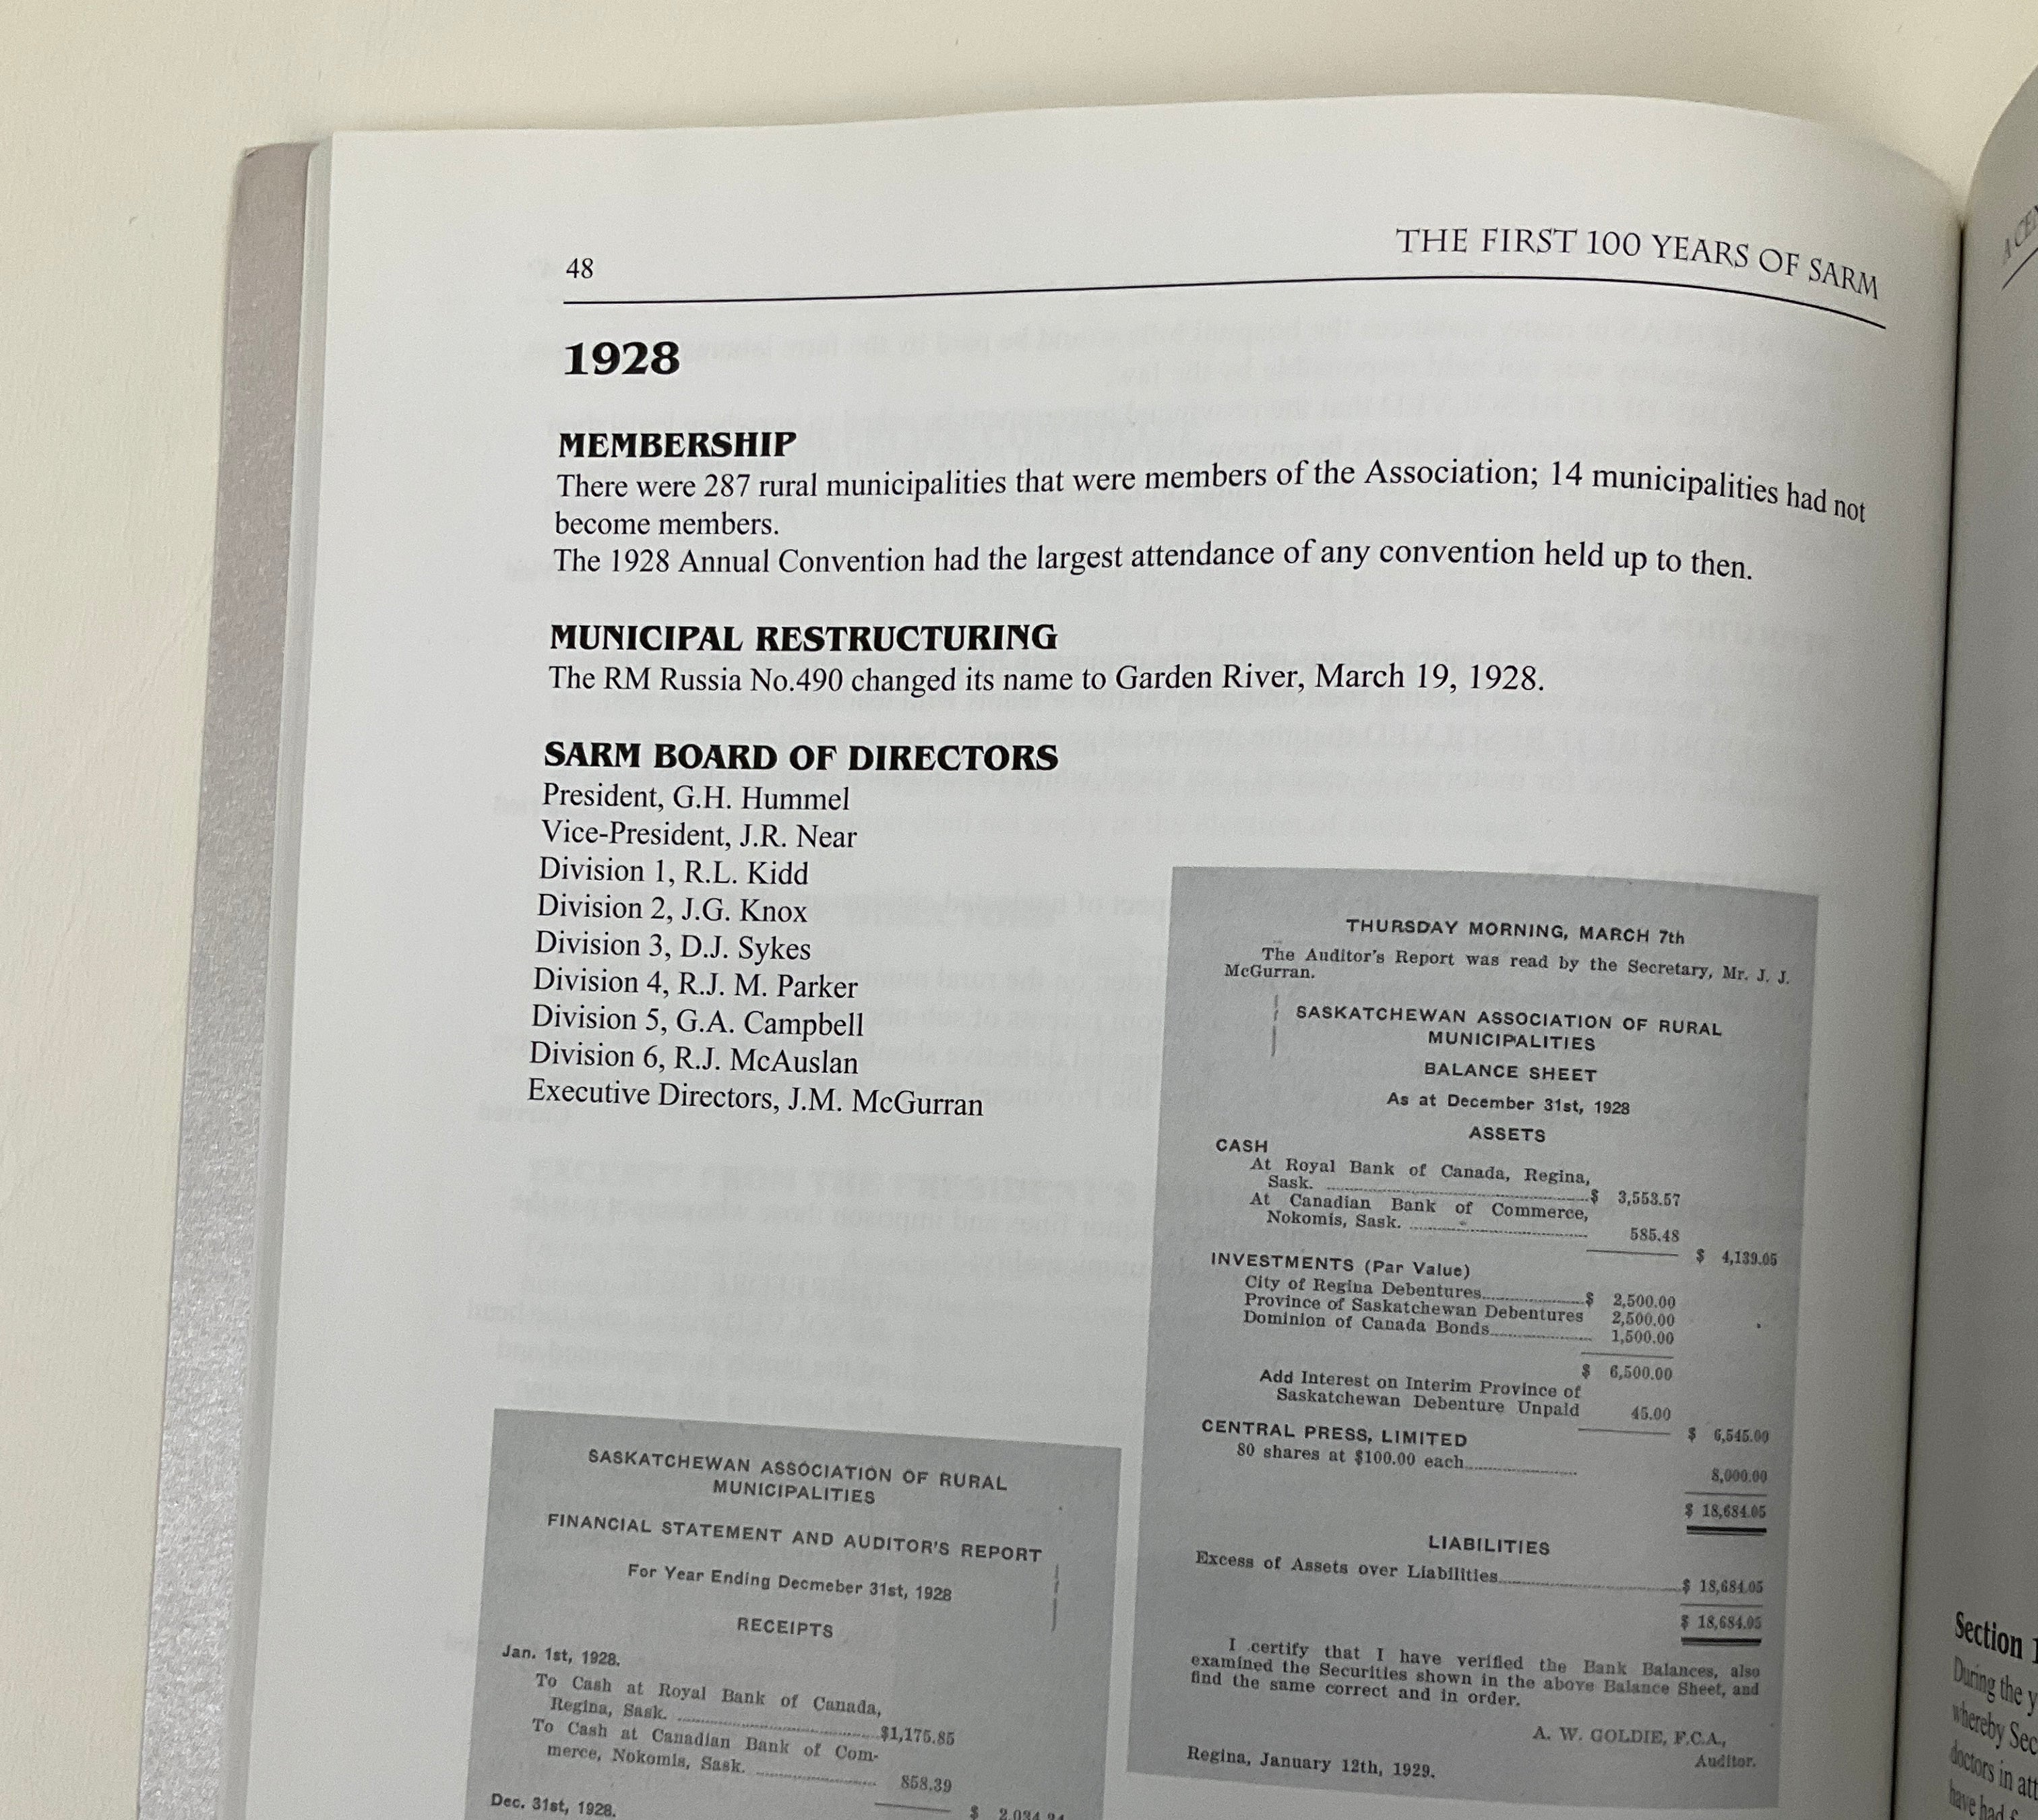 48
THE FIRST 100 YEARS OF SARM
1928
MEMBERSHIP
There were 287 rural municipalities that were members of the Association; 14 municipalities had not
become members.
The 1928 Annual Convention had the largest attendance of any convention held up to then.
MUNICIPAL RESTRUCTURING
The RM Russia No.490 changed its name to Garden River, March 19, 1928.
SARM BOARD OF DIRECTORS
President, G.H. Hummel
Vice-President, J.R. Near
Division 1, R.L. Kidd
Division 2, J.G. Knox
Division 3, D.J. Sykes
Division 4, R.J. M. Parker
Division 5, G.A. Campbell
Division 6, R.J. McAuslan
Executive Directors, J.M. McGurran
SASKATCHEWAN ASSOCIATION OF RURAL
MUNICIPALITIES
FINANCIAL STATEMENT AND AUDITOR'S REPORT
For Year Ending Decmeber 31st, 1928
RECEIPTS
Jan. 1st, 1928.
To Cash at Royal Bank of Canada,
Regina, Sask. ........ $1,175.85
To Cash at Canadian Bank of Com-
merce, Nokomis, Sask. ........ 858.39
$ 2,034.24
Dec. 31st, 1928.
THURSDAY MORNING, MARCH 7th
The Auditor's Report was read by the Secretary, Mr. J. J.
McGurran.
SASKATCHEWAN ASSOCIATION OF RURAL
MUNICIPALITIES
BALANCE SHEET
As at December 31st, 1928
ASSETS
CASH
At Royal Bank of Canada, Regina,
Sask. ........ $ 3,553.57
At Canadian Bank of Commerce,
Nokomis, Sask. ........ 585.48
$ 4,139.05
INVESTMENTS (Par Value)
City of Regina Debentures ........ $ 2,500.00
Province of Saskatchewan Debentures 2,500.00
Dominion of Canada Bonds ........ 1,500.00
$ 6,500.00
Add Interest on Interim Province of
Saskatchewan Debenture Unpaid 45.00
$ 6,545.00
CENTRAL PRESS, LIMITED
80 shares at $100.00 each ........ 8,000.00
$ 18,684.05
LIABILITIES
Excess of Assets over Liabilities ........ $ 18,684.05
$ 18,684.05
I certify that I have verified the Bank Balances, also
examined the Securities shown in the above Balance Sheet, and
find the same correct and in order.
A. W. GOLDIE, F.C.A.,
Auditor.
Regina, January 12th, 1929.
Section
During the
whereby
doctors in
have had